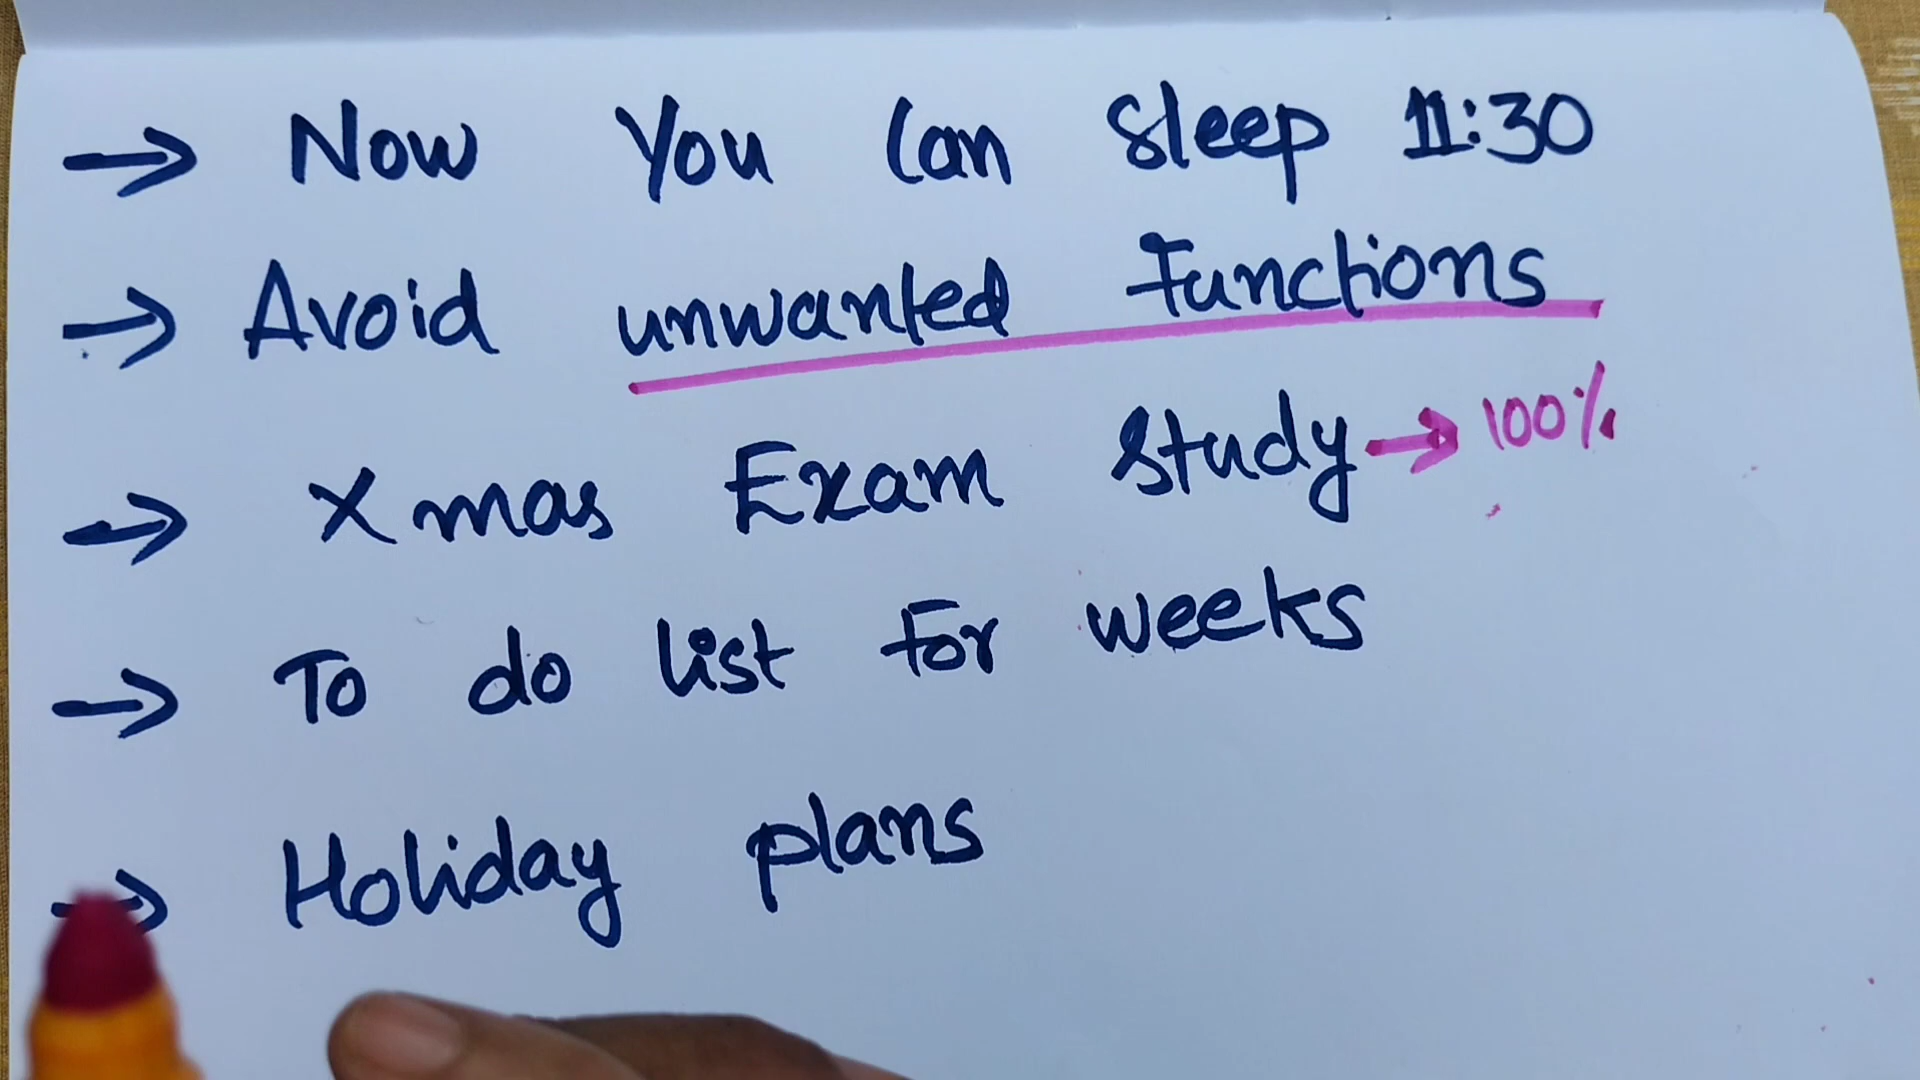 → Now You Can Sleep 11:30
→ Avoid unwanted Functions
→ Xmas Exam Study → 100%
→ To do list For weeks
→ Holiday plans